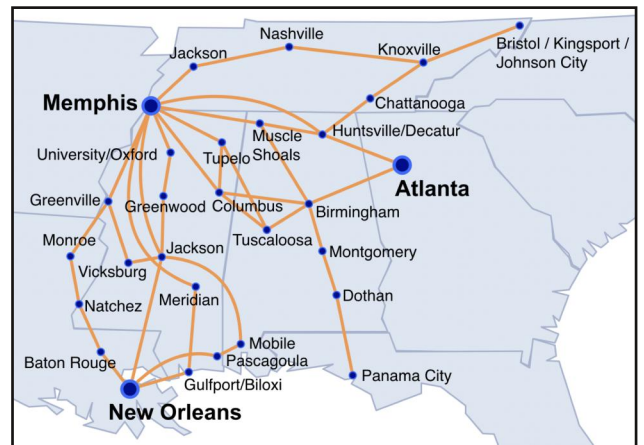 Nashville
Jackson
Knoxville
Bristol / Kingsport /
Johnson City
Memphis
Chattanooga
Muscle
Shoals
Huntsville/Decatur
University/Oxford
Tupelo
Atlanta
Greenville
Greenwood
Columbus
Birmingham
Monroe
Tuscaloosa
Jackson
Montgomery
Vicksburg
Meridian
Dothan
Natchez
Mobile
Baton Rouge
Pascagoula
Panama City
Gulfport/Biloxi
New Orleans